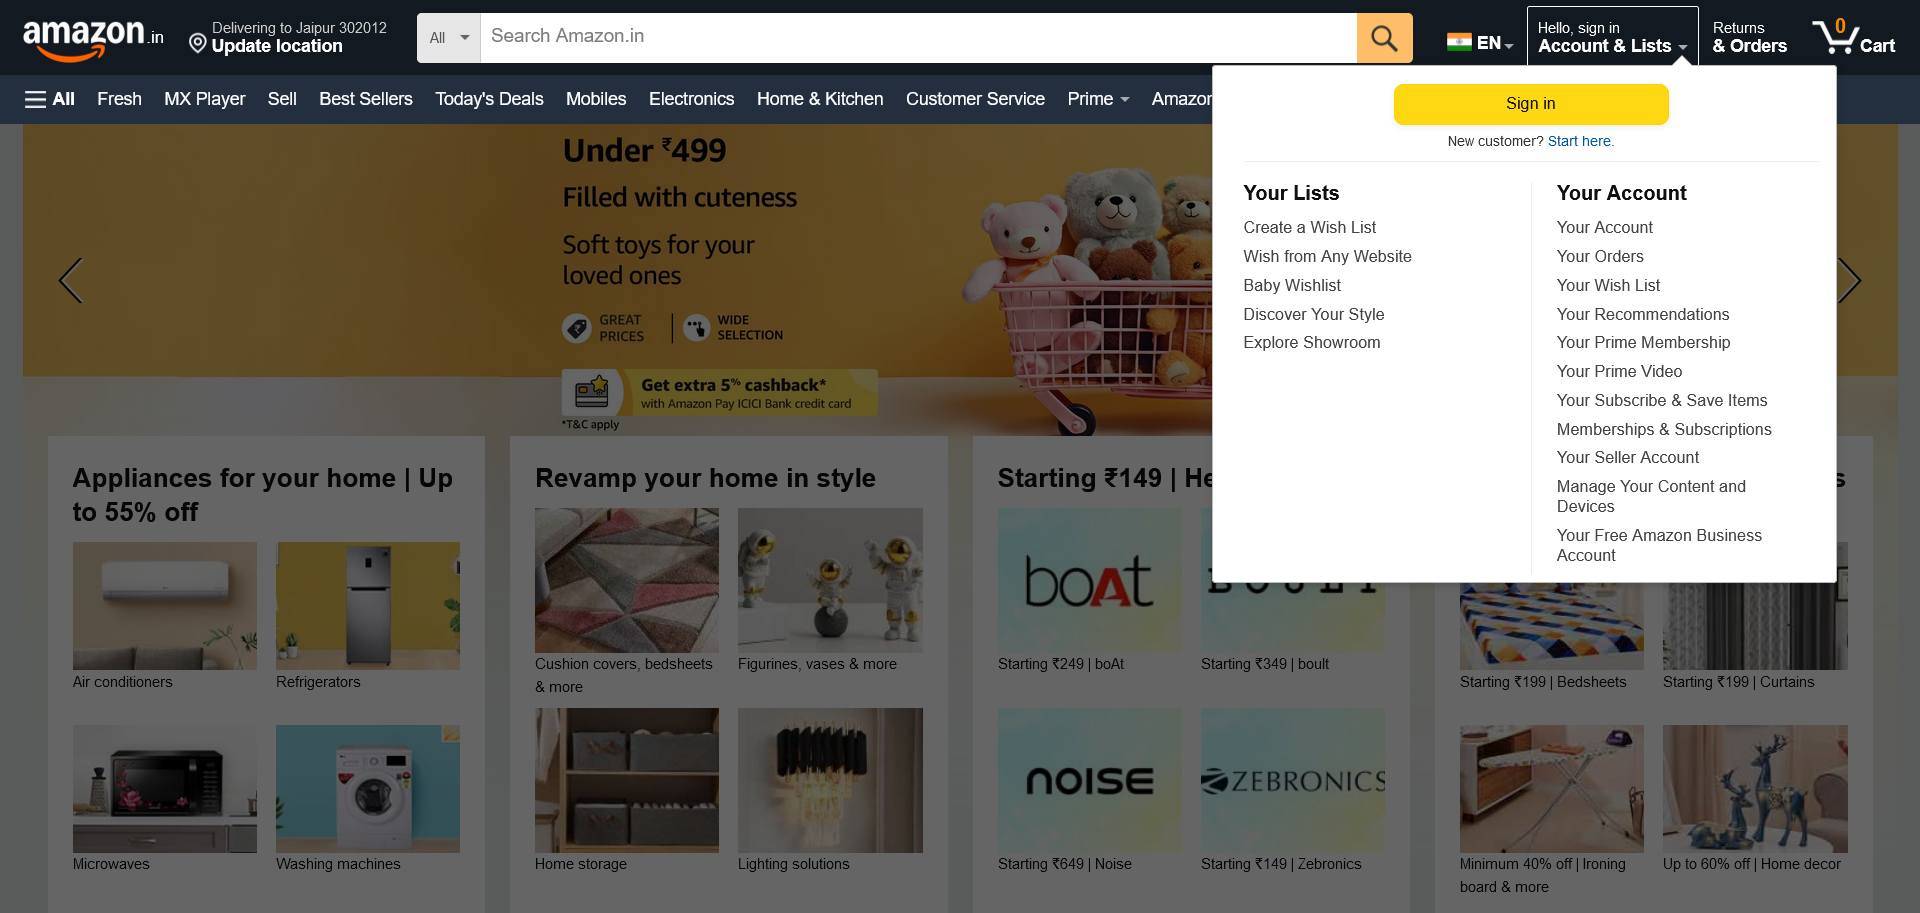 amazon.in
Delivering to Jaipur 302012
Update location
All
Search Amazon.in
EN
Hello, sign in
Account & Lists
Returns
& Orders
0
Cart
All
Fresh
MX Player
Sell
Best Sellers
Today's Deals
Mobiles
Electronics
Home & Kitchen
Customer Service
Prime
Amazon
Sign in
New customer? Start here.
Your Lists
Create a Wish List
Wish from Any Website
Baby Wishlist
Discover Your Style
Explore Showroom
Your Account
Your Account
Your Orders
Your Wish List
Your Recommendations
Your Prime Membership
Your Prime Video
Your Subscribe & Save Items
Memberships & Subscriptions
Your Seller Account
Manage Your Content and
Devices
Your Free Amazon Business
Account
Under ₹499
Filled with cuteness
Soft toys for your
loved ones
GREAT
PRICES
WIDE
SELECTION
Get extra 5% cashback*
with Amazon Pay ICICI Bank credit card
*T&C apply
Appliances for your home | Up
to 55% off
Air conditioners
Refrigerators
Microwaves
Washing machines
Revamp your home in style
Cushion covers, bedsheets
& more
Figurines, vases & more
Home storage
Lighting solutions
Starting ₹149 | He
boAt
BOULT
Starting ₹249 | boAt
Starting ₹349 | boult
noise
ZEBRONICS
Starting ₹649 | Noise
Starting ₹149 | Zebronics
s
Starting ₹199 | Bedsheets
Starting ₹199 | Curtains
Minimum 40% off | Ironing
board & more
Up to 60% off | Home decor